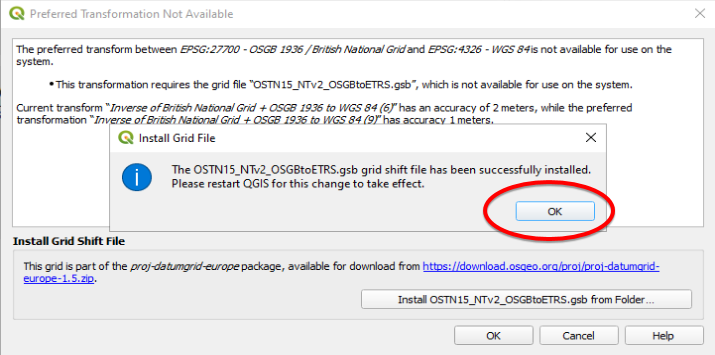 Preferred Transformation Not Available
The preferred transform between EPSG:27700 - OSGB 1936 / British National Grid and EPSG:4326 - WGS 84 is not available for use on the
system.
• This transformation requires the grid file “OSTN15_NTv2_OSGBtoETRS.gsb”, which is not available for use on the system.
Current transform “Inverse of British National Grid + OSGB 1936 to WGS 84 (6)” has an accuracy of 2 meters, while the preferred
transformation “Inverse of British National Grid + OSGB 1936 to WGS 84 (9)” has accuracy 1 meters.
Install Grid File
The OSTN15_NTv2_OSGBtoETRS.gsb grid shift file has been successfully installed.
Please restart QGIS for this change to take effect.
OK
Install Grid Shift File
This grid is part of the proj-datumgrid-europe package, available for download from https://download.osgeo.org/proj/proj-datumgrid-
europe-1.5.zip.
Install OSTN15_NTv2_OSGBtoETRS.gsb from Folder...
OK Cancel Help